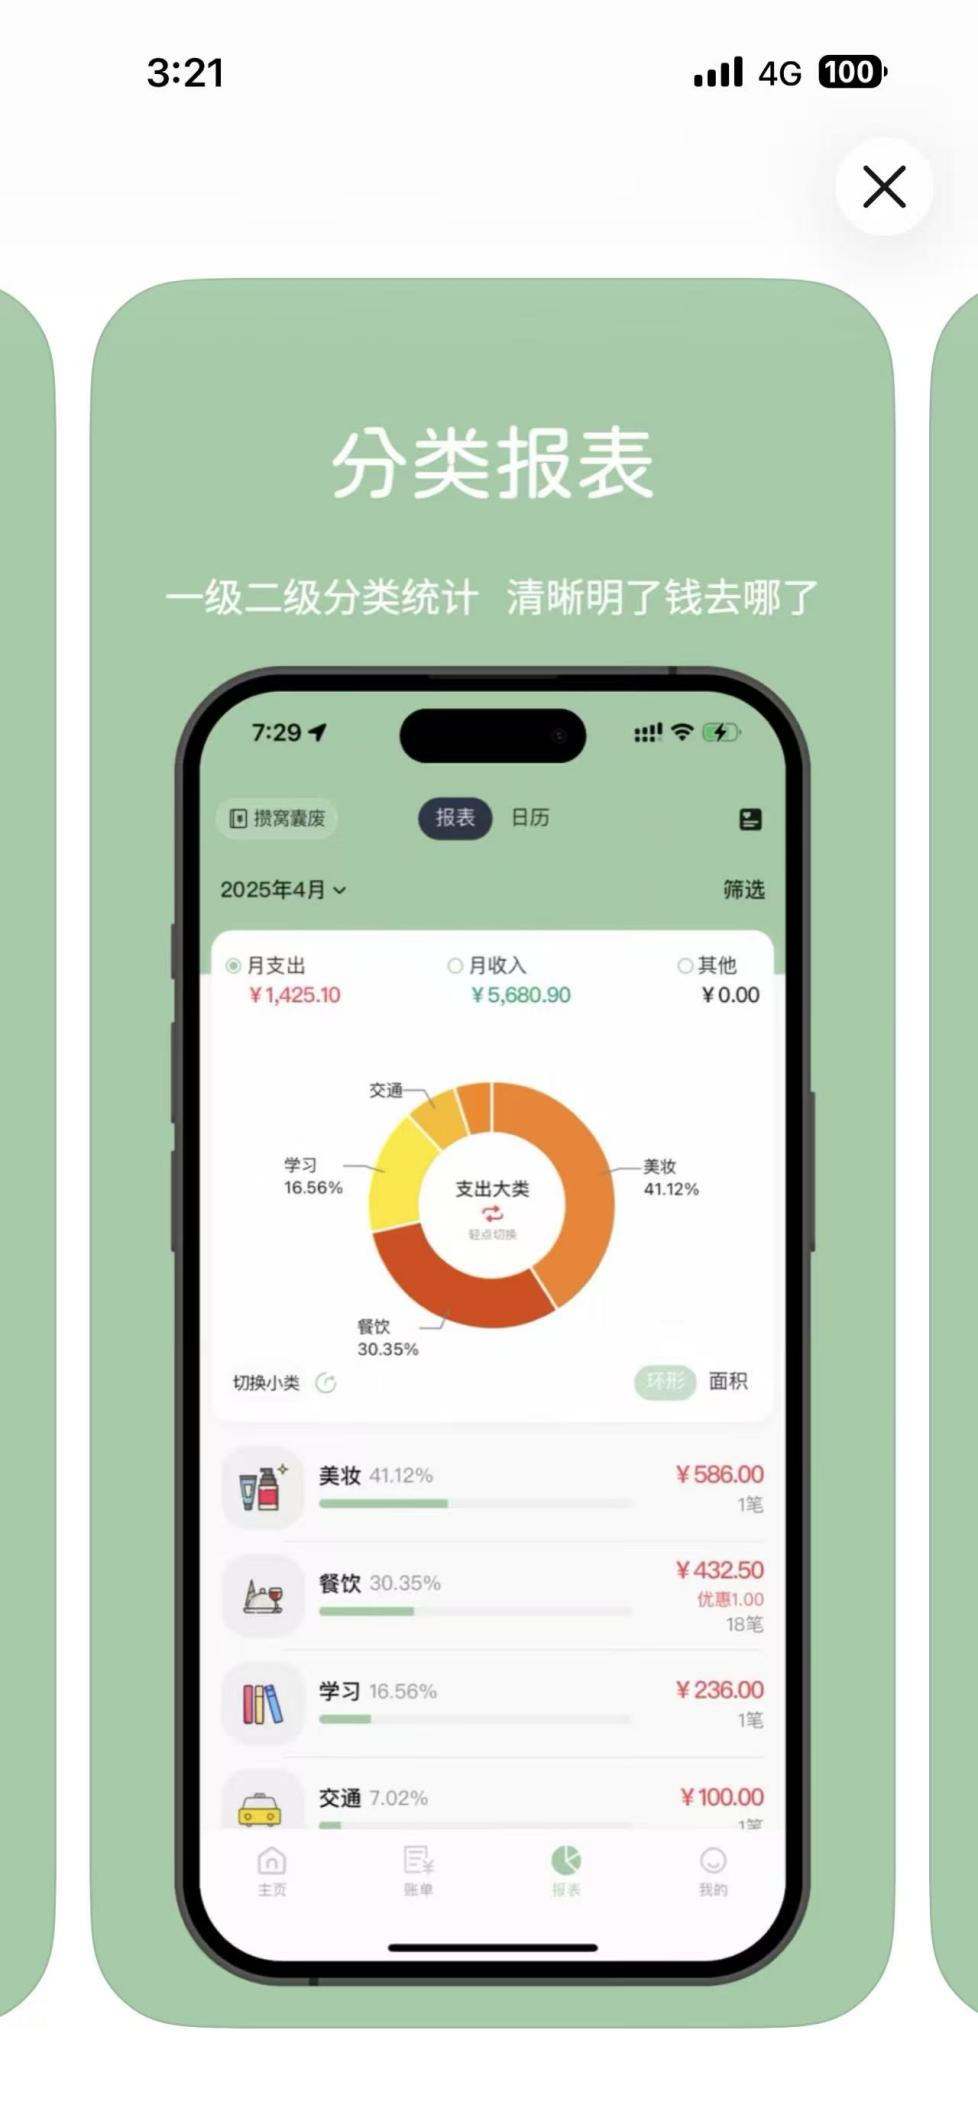 3:21 4G 100
分类报表
一级二级分类统计 清晰明了钱去哪了
7:29
攒窝囊废 报表 日历
2025年4月 筛选
月支出 月收入 其他
¥1,425.10 ¥5,680.90 ¥0.00
交通
学习
16.56%
美妆
41.12%
支出大类
轻点切换
餐饮
30.35%
切换小类 环形 面积
美妆 41.12% ¥586.00
1笔
餐饮 30.35% ¥432.50
优惠1.00
18笔
学习 16.56% ¥236.00
1笔
交通 7.02% ¥100.00
1笔
主页 账单 报表 我的